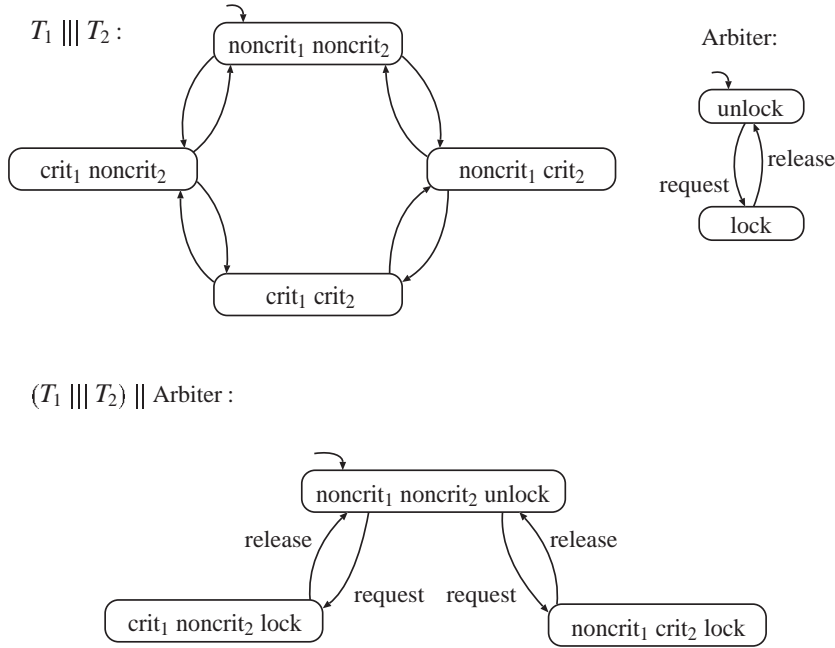 T₁ ||| T₂ :
noncrit₁ noncrit₂
Arbiter:
unlock
crit₁ noncrit₂
noncrit₁ crit₂
release
request
lock
crit₁ crit₂
(T₁ ||| T₂) || Arbiter :
noncrit₁ noncrit₂ unlock
release
release
request
request
crit₁ noncrit₂ lock
noncrit₁ crit₂ lock